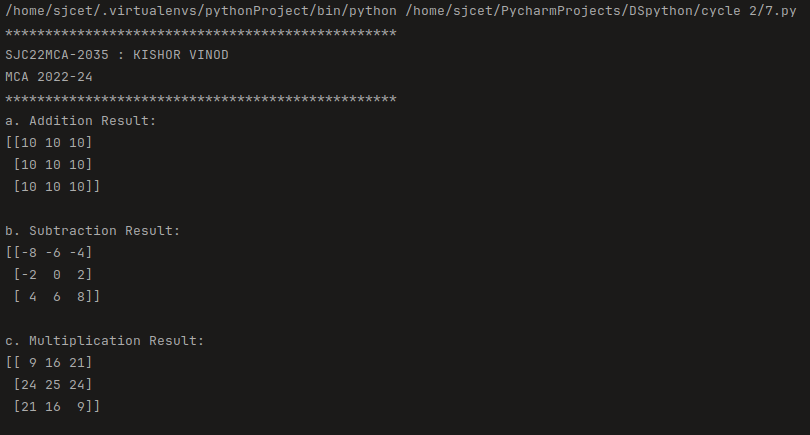 /home/sjcet/.virtualenvs/pythonProject/bin/python /home/sjcet/PycharmProjects/DSpython/cycle 2/7.py
*************************************************
SJC22MCA-2035 : KISHOR VINOD
MCA 2022-24
*************************************************
a. Addition Result:
[[10 10 10]
 [10 10 10]
 [10 10 10]]
b. Subtraction Result:
[[-8 -6 -4]
 [-2  0  2]
 [ 4  6  8]]
c. Multiplication Result:
[[ 9 16 21]
 [24 25 24]
 [21 16  9]]